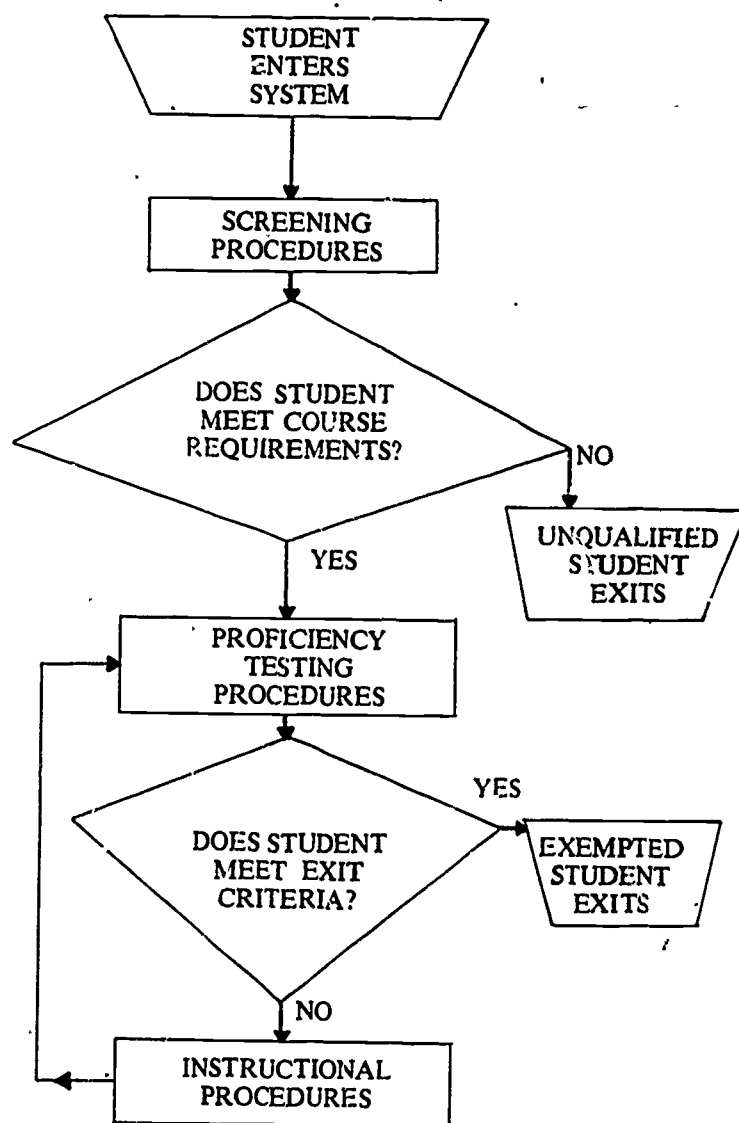 STUDENT
ENTERS
SYSTEM
SCREENING
PROCEDURES
DOES STUDENT
MEET COURSE
REQUIREMENTS?
NO
UNQUALIFIED
STUDENT
EXITS
YES
PROFICIENCY
TESTING
PROCEDURES
YES
DOES STUDENT
MEET EXIT
CRITERIA?
EXEMPTED
STUDENT
EXITS
NO
INSTRUCTIONAL
PROCEDURES